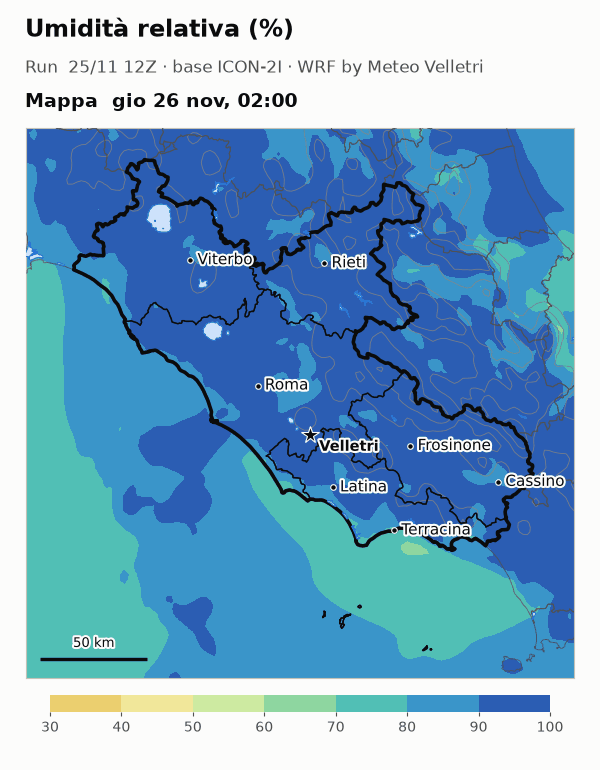 Umidità relativa (%)
Run  25/11 12Z · base ICON-2I · WRF by Meteo Velletri
Mappa  gio 26 nov, 02:00
Viterbo
Rieti
Roma
Velletri
Frosinone
Latina
Cassino
Terracina
50 km
30 40 50 60 70 80 90 100